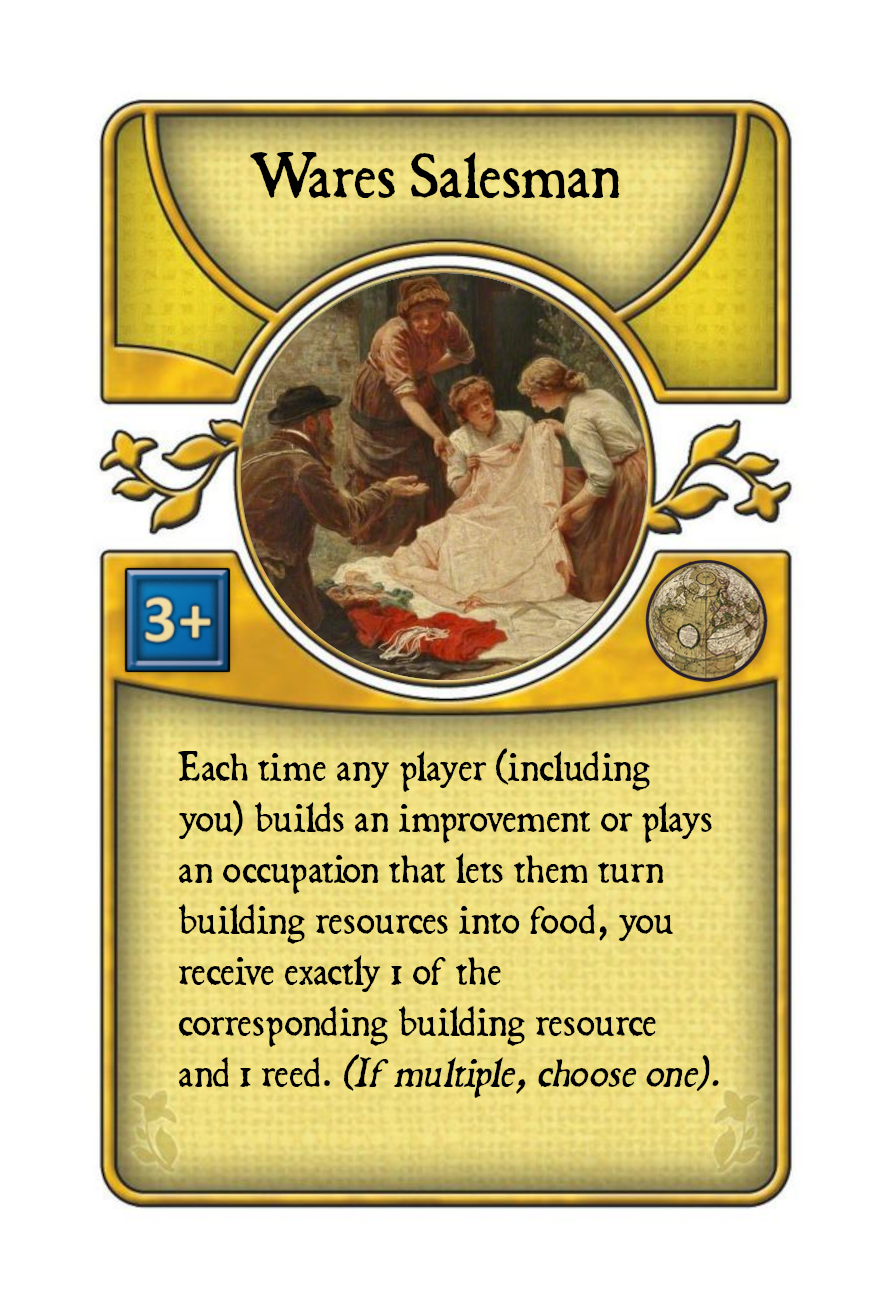 Wares Salesman
3+
Each time any player (including
you) builds an improvement or plays
an occupation that lets them turn
building resources into food, you
receive exactly 1 of the
corresponding building resource
and 1 reed. (If multiple, choose one).